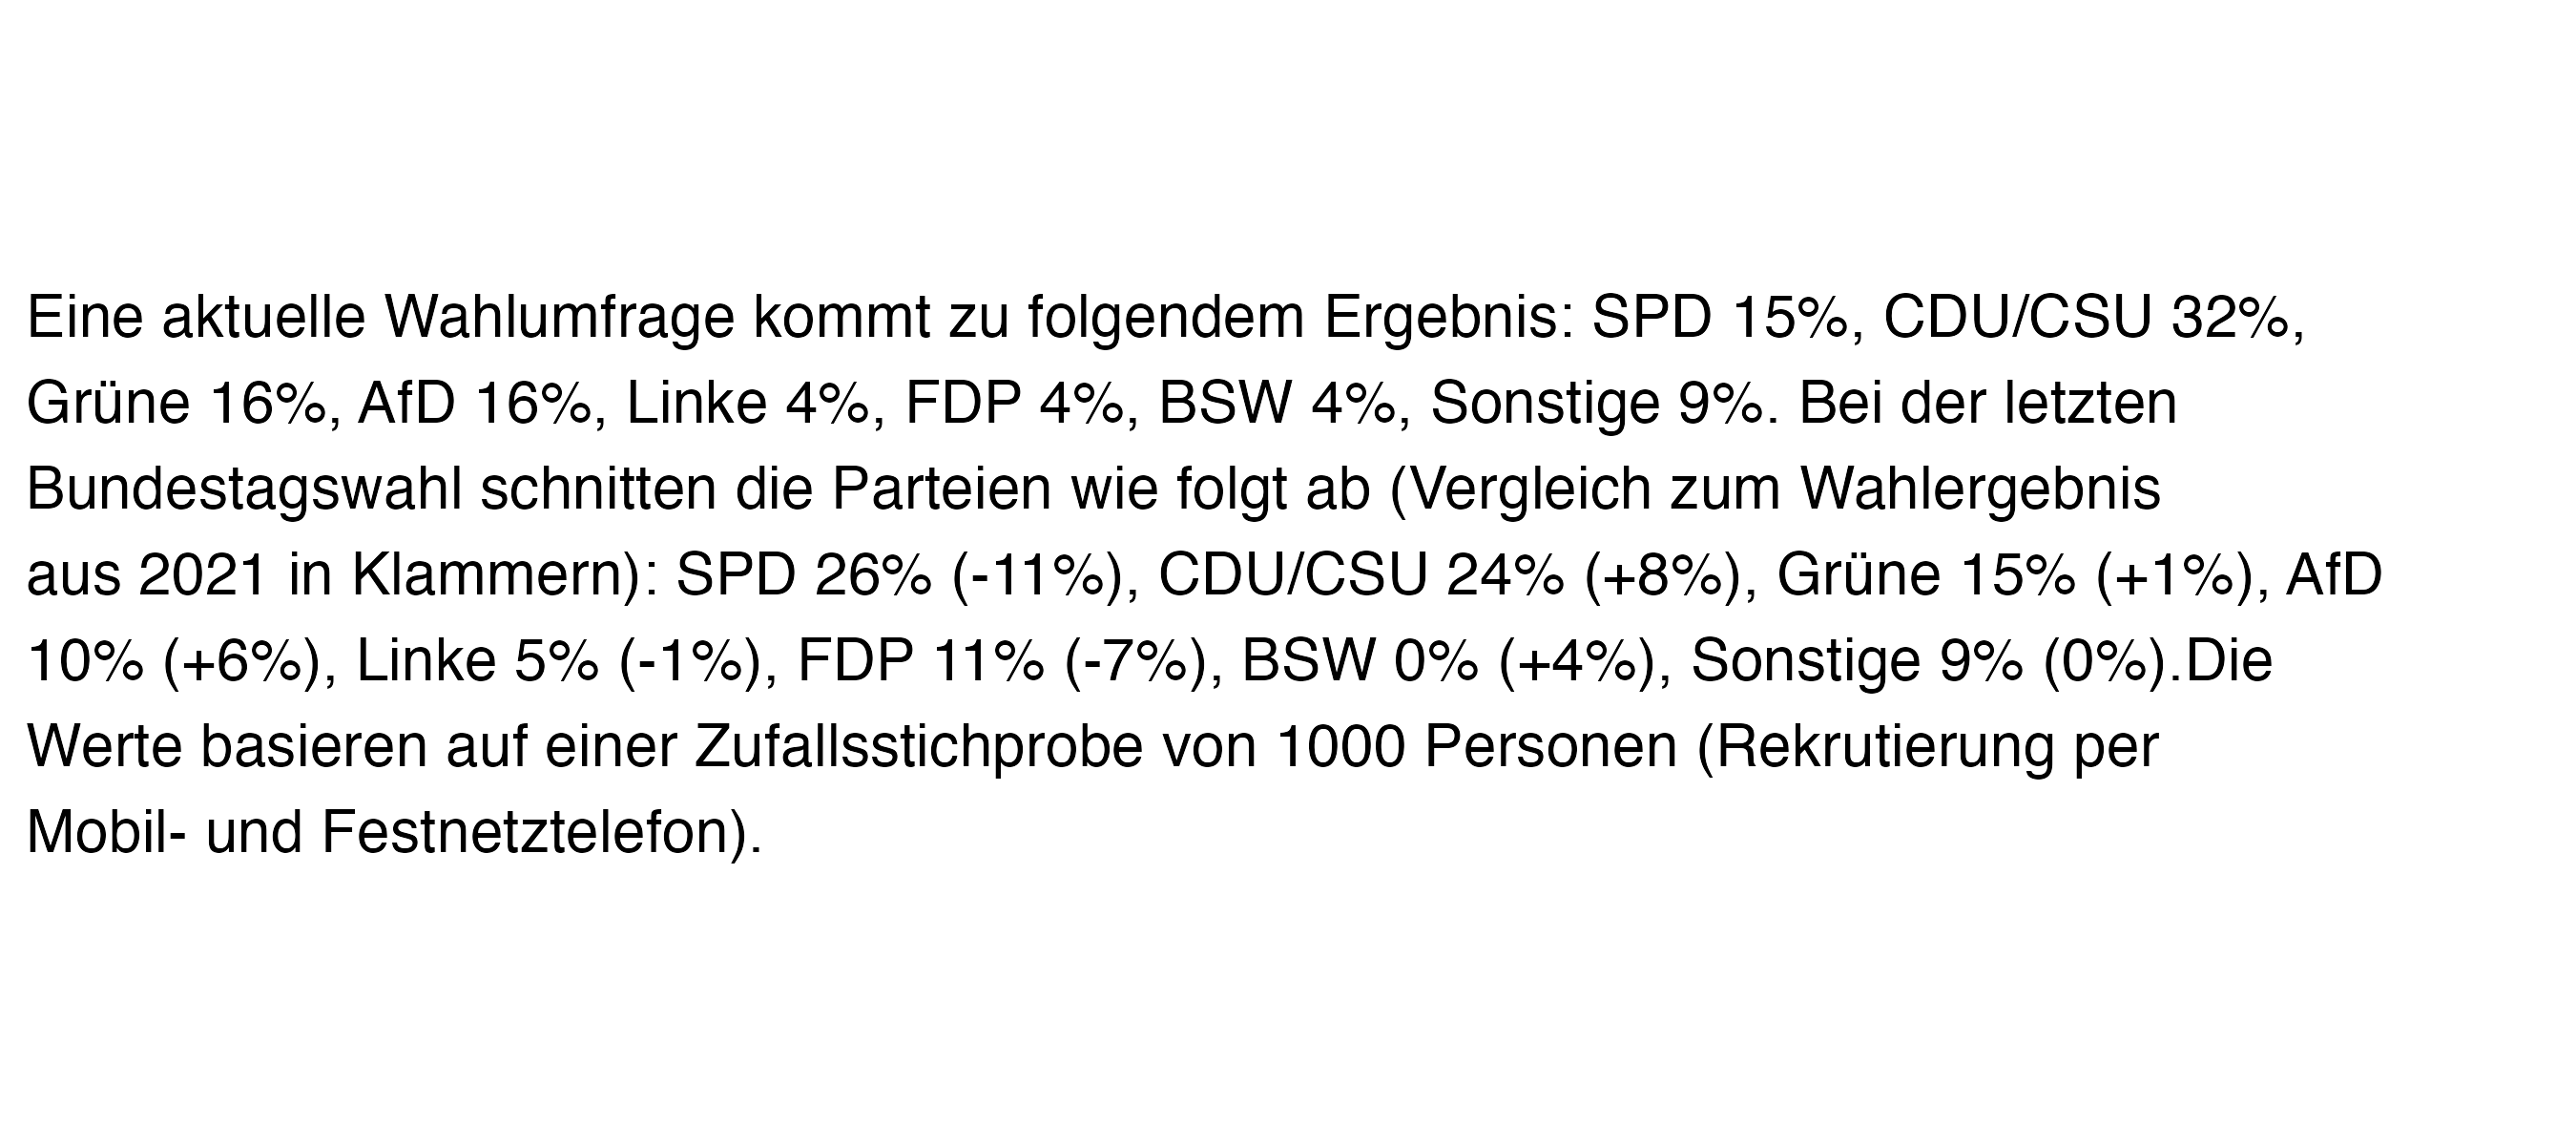 Eine aktuelle Wahlumfrage kommt zu folgendem Ergebnis: SPD 15%, CDU/CSU 32%,
Grüne 16%, AfD 16%, Linke 4%, FDP 4%, BSW 4%, Sonstige 9%. Bei der letzten
Bundestagswahl schnitten die Parteien wie folgt ab (Vergleich zum Wahlergebnis
aus 2021 in Klammern): SPD 26% (-11%), CDU/CSU 24% (+8%), Grüne 15% (+1%), AfD
10% (+6%), Linke 5% (-1%), FDP 11% (-7%), BSW 0% (+4%), Sonstige 9% (0%).Die
Werte basieren auf einer Zufallsstichprobe von 1000 Personen (Rekrutierung per
Mobil- und Festnetztelefon).